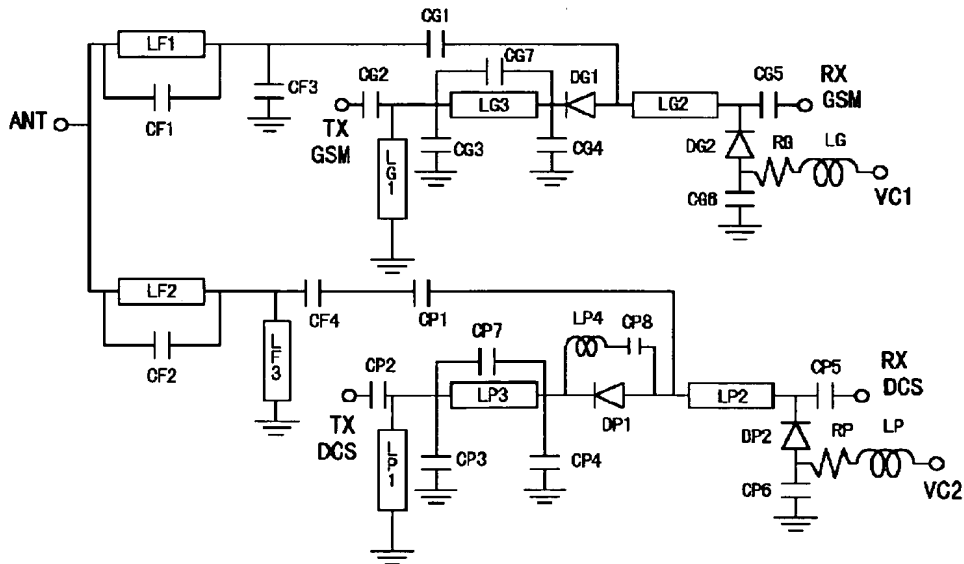 LF1
CF1
CF3
CG1
CG7
CG2
DG1
CG5
RX
GSM
ANT
TX
GSM
LG3
LG2
CG3
CG4
DG2
RG
LG
VC1
CG6
LG1
LF2
CF2
LF3
CF4
CP1
LP4
CP8
CP7
CP2
CP5
RX
DCS
TX
DCS
LP3
DP1
LP2
DP2
RP
LP
VC2
CP3
CP4
CP6
LP1